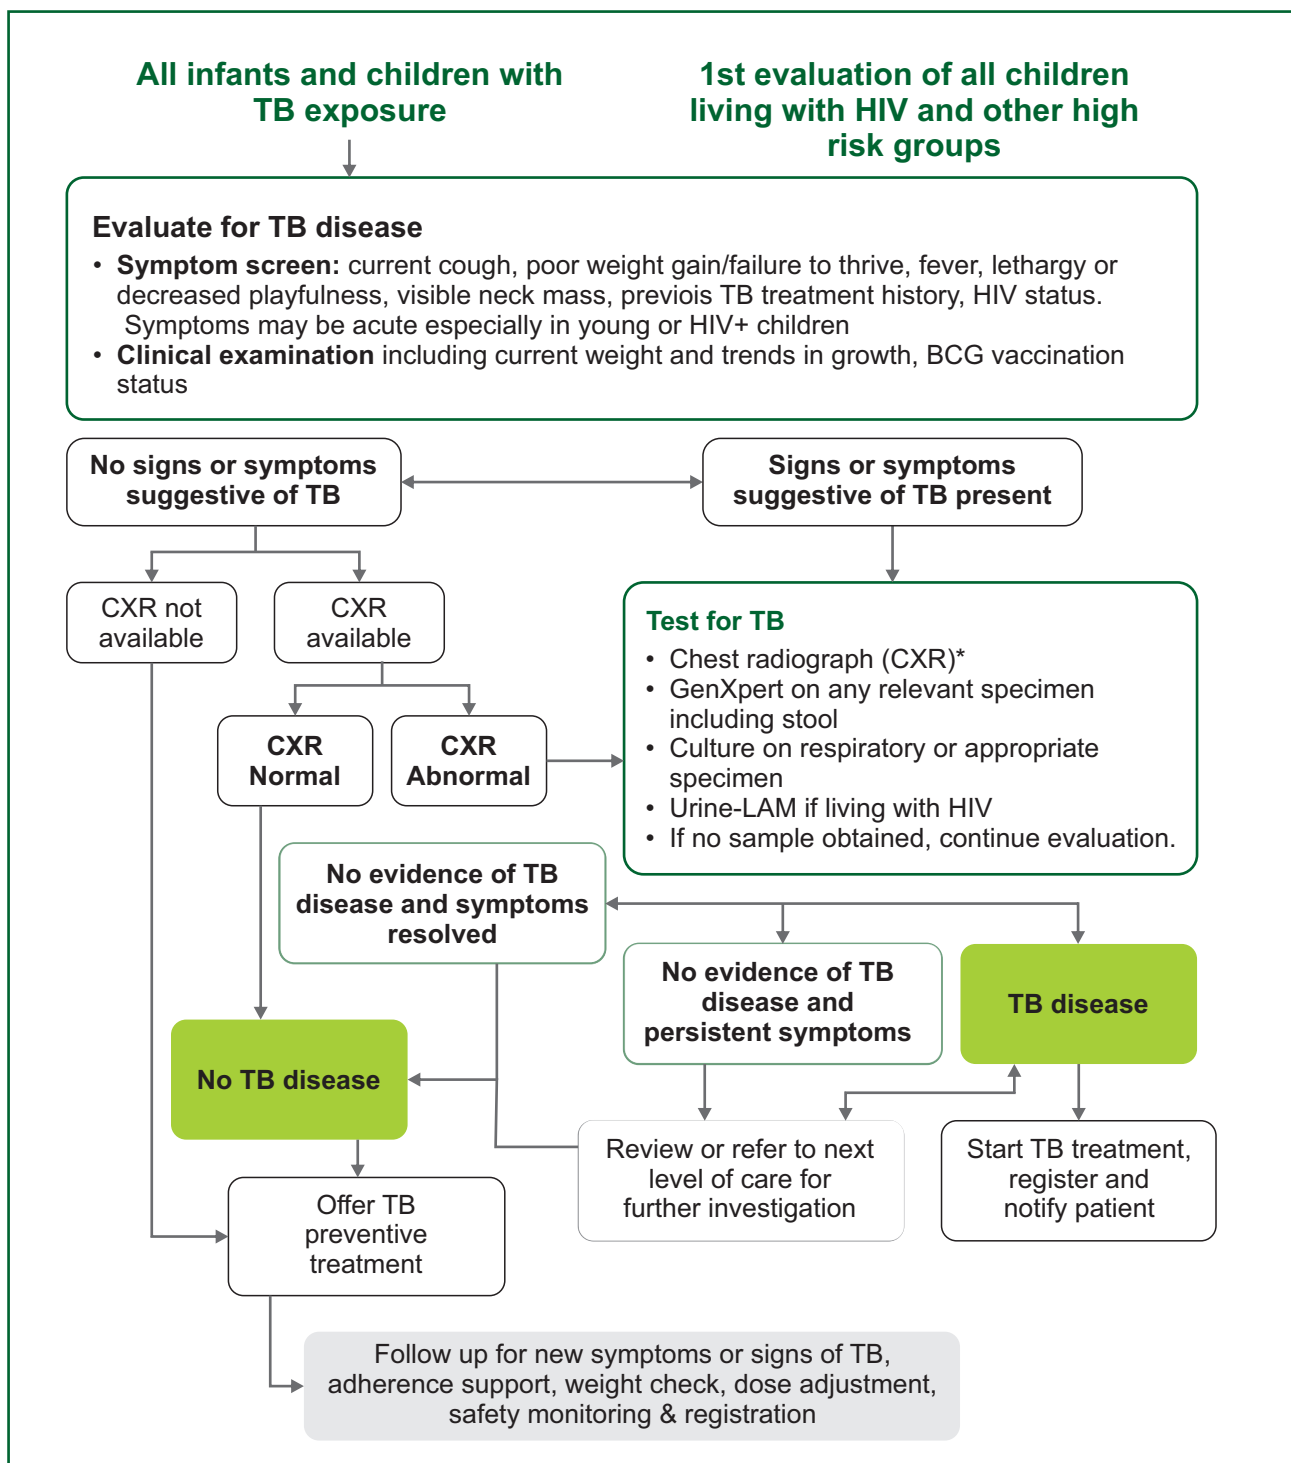 All infants and children with
TB exposure
1st evaluation of all children
living with HIV and other high
risk groups
Evaluate for TB disease
• Symptom screen: current cough, poor weight gain/failure to thrive, fever, lethargy or
decreased playfulness, visible neck mass, previois TB treatment history, HIV status.
Symptoms may be acute especially in young or HIV+ children
• Clinical examination including current weight and trends in growth, BCG vaccination
status
No signs or symptoms
suggestive of TB
Signs or symptoms
suggestive of TB present
CXR not
available
CXR
available
Test for TB
• Chest radiograph (CXR)*
• GenXpert on any relevant specimen
including stool
• Culture on respiratory or appropriate
specimen
• Urine-LAM if living with HIV
• If no sample obtained, continue evaluation.
CXR
Normal
CXR
Abnormal
No evidence of TB
disease and symptoms
resolved
No evidence of TB
disease and
persistent symptoms
TB disease
No TB disease
Review or refer to next
level of care for
further investigation
Start TB treatment,
register and
notify patient
Offer TB
preventive
treatment
Follow up for new symptoms or signs of TB,
adherence support, weight check, dose adjustment,
safety monitoring & registration